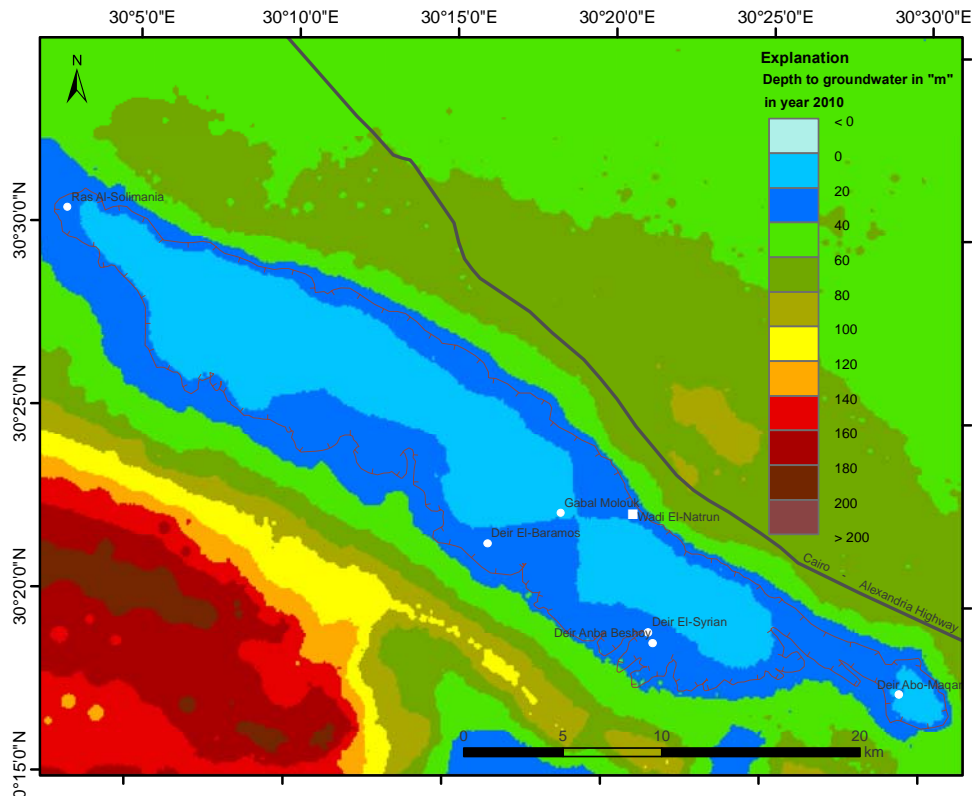 30°5'0"E 30°10'0"E 30°15'0"E 30°20'0"E 30°25'0"E 30°30'0"E
N
Explanation
Depth to groundwater in "m"
in year 2010
< 0
0
20
40
60
80
100
120
140
160
180
200
> 200
30°30'0"N
30°25'0"N
30°20'0"N
30°15'0"N
Ras Al-Solimania
Gabal Molouk
Wadi El-Natrun
Deir El-Baramos
Cairo - Alexandria Highway
Deir El-Syrian
Deir Anba Beshoy
Deir Abo-Maqar
0 5 10 20
km